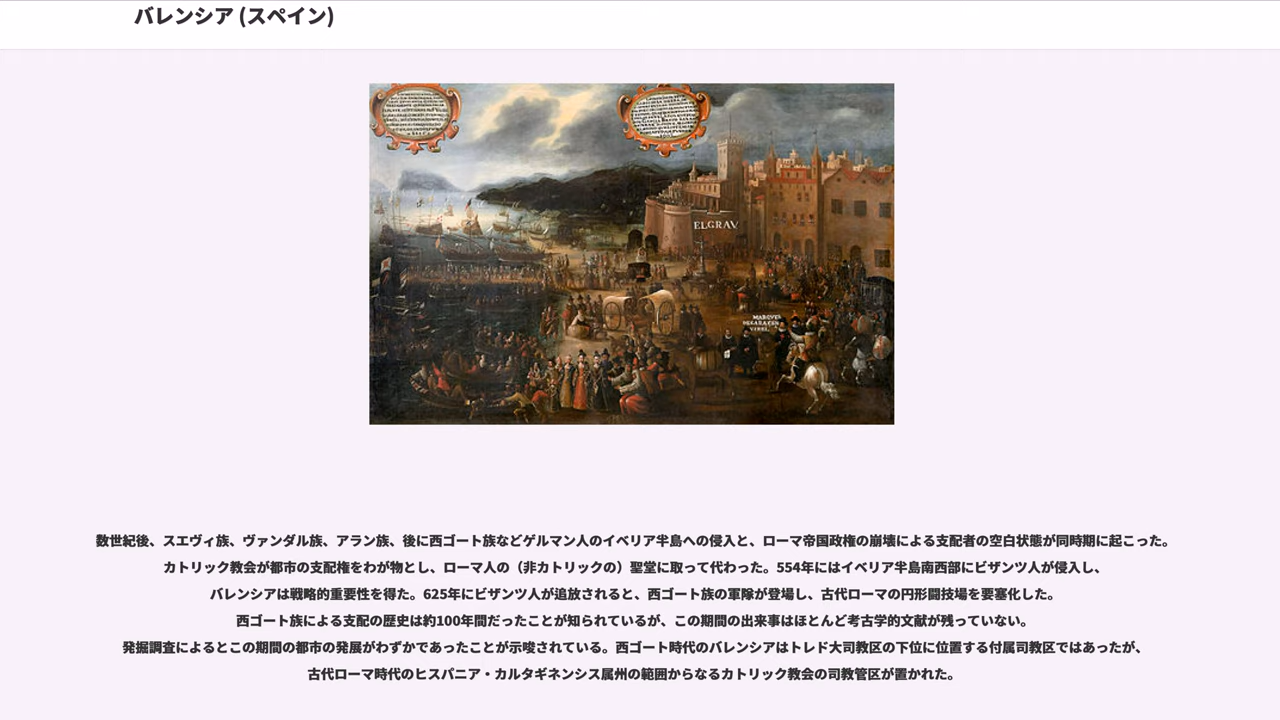 バレンシア (スペイン)
ELGRAV
MARQVES
数世紀後、スエヴィ族、ヴァンダル族、アラン族、後に西ゴート族などゲルマン人のイベリア半島への侵入と、ローマ帝国政権の崩壊による支配者の空白状態が同時期に起こった。
カトリック教会が都市の支配権をわが物とし、ローマ人の（非カトリックの）聖堂に取って代わった。554年にはイベリア半島南西部にビザンツ人が侵入し、
バレンシアは戦略的重要性を得た。625年にビザンツ人が追放されると、西ゴート族の軍隊が登場し、古代ローマの円形闘技場を要塞化した。
西ゴート族による支配の歴史は約100年間だったことが知られているが、この期間の出来事はほとんど考古学的文献が残っていない。
発掘調査によるとこの期間の都市の発展がわずかであったことが示唆されている。西ゴート時代のバレンシアはトレド大司教区の下位に位置する付属司教区ではあったが、
古代ローマ時代のヒスパニア・カルタギネンシス属州の範囲からなるカトリック教会の司教管区が置かれた。